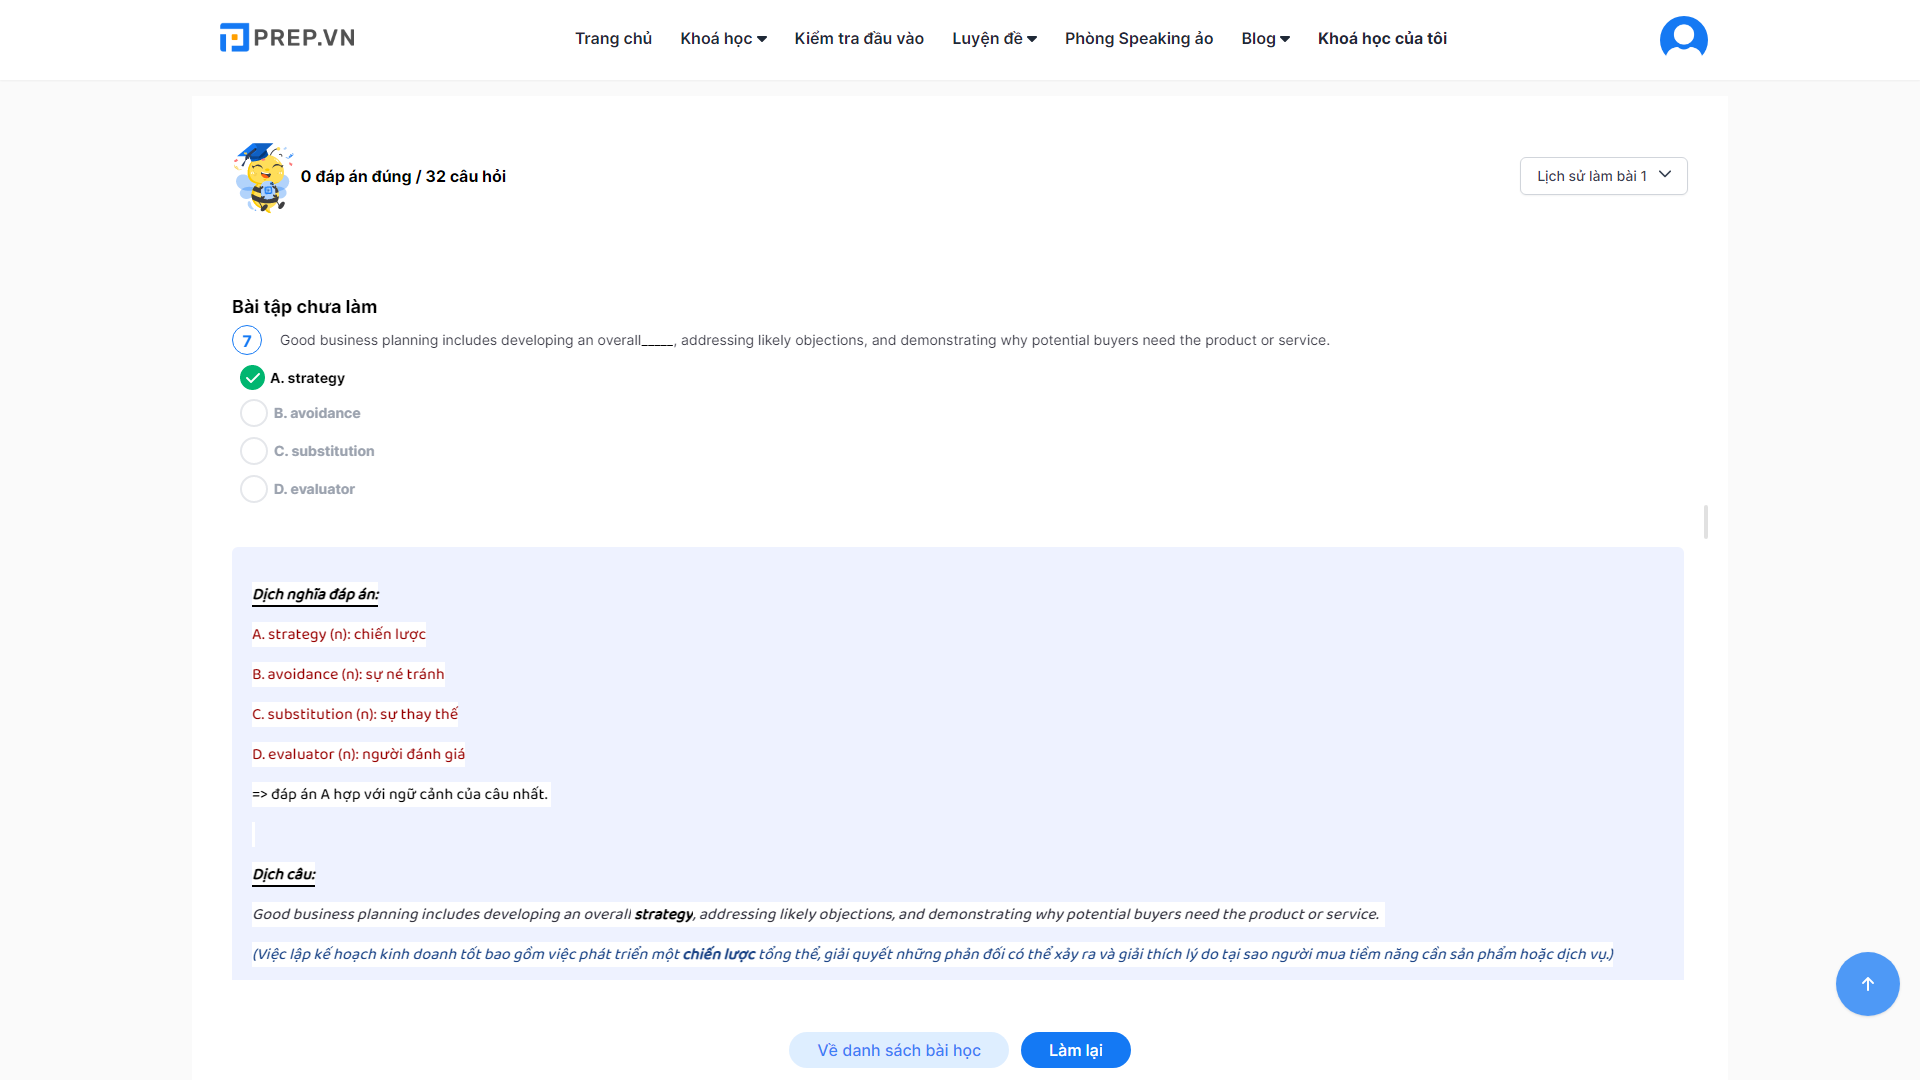 PREP.VN
Trang chủ
Khoá học
Kiểm tra đầu vào
Luyện đề
Phòng Speaking ảo
Blog
Khoá học của tôi
0 đáp án đúng / 32 câu hỏi
Lịch sử làm bài 1
Bài tập chưa làm
7
Good business planning includes developing an overall_____, addressing likely objections, and demonstrating why potential buyers need the product or service.
A. strategy
B. avoidance
C. substitution
D. evaluator
Dịch nghĩa đáp án:
A. strategy (n): chiến lược
B. avoidance (n): sự né tránh
C. substitution (n): sự thay thế
D. evaluator (n): người đánh giá
=> đáp án A hợp với ngữ cảnh của câu nhất.
Dịch câu:
Good business planning includes developing an overall strategy, addressing likely objections, and demonstrating why potential buyers need the product or service.
(Việc lập kế hoạch kinh doanh tốt bao gồm việc phát triển một chiến lược tổng thể, giải quyết những phản đối có thể xảy ra và giải thích lý do tại sao người mua tiềm năng cần sản phẩm hoặc dịch vụ.)
Về danh sách bài học
Làm lại